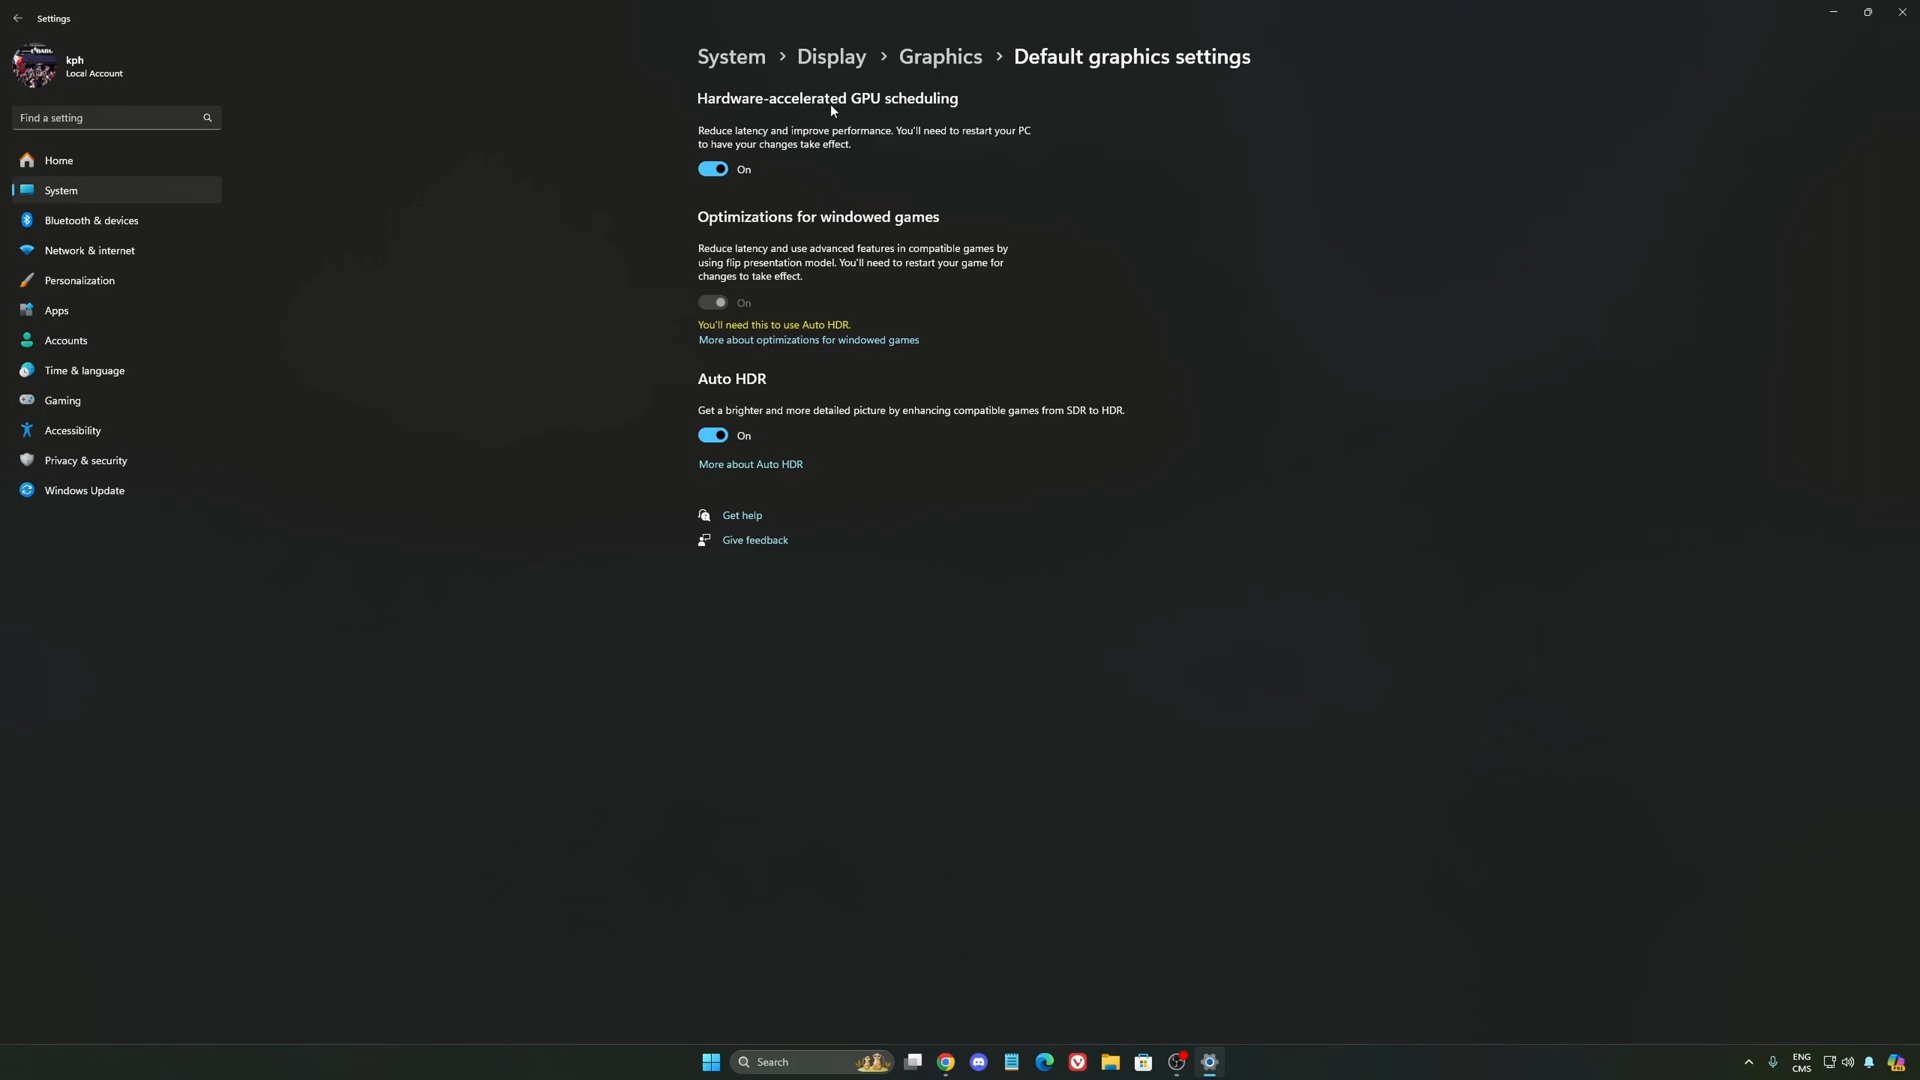 Settings
kph
Local Account
Find a setting
Home
System
Bluetooth & devices
Network & internet
Personalization
Apps
Accounts
Time & language
Gaming
Accessibility
Privacy & security
Windows Update
System > Display > Graphics > Default graphics settings
Hardware-accelerated GPU scheduling
Reduce latency and improve performance. You'll need to restart your PC
to have your changes take effect.
On
Optimizations for windowed games
Reduce latency and use advanced features in compatible games by
using flip presentation model. You'll need to restart your game for
changes to take effect.
On
You'll need this to use Auto HDR.
More about optimizations for windowed games
Auto HDR
Get a brighter and more detailed picture by enhancing compatible games from SDR to HDR.
On
More about Auto HDR
Get help
Give feedback
Search
ENG
CMS